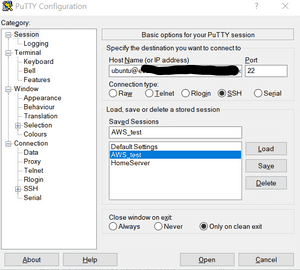 PuTTY Configuration
Category:
Session
Logging
Terminal
Keyboard
Bell
Features
Window
Appearance
Behaviour
Translation
Selection
Colours
Connection
Data
Proxy
Telnet
Rlogin
SSH
Serial
Basic options for your PuTTY session
Specify the destination you want to connect to
Host Name (or IP address) Port
ubuntu@ 22
Connection type:
Raw Telnet Rlogin SSH Serial
Load, save or delete a stored session
Saved Sessions
AWS_test
Default Settings
AWS_test
HomeServer
Load
Save
Delete
Close window on exit:
Always Never Only on clean exit
About Help Open Cancel